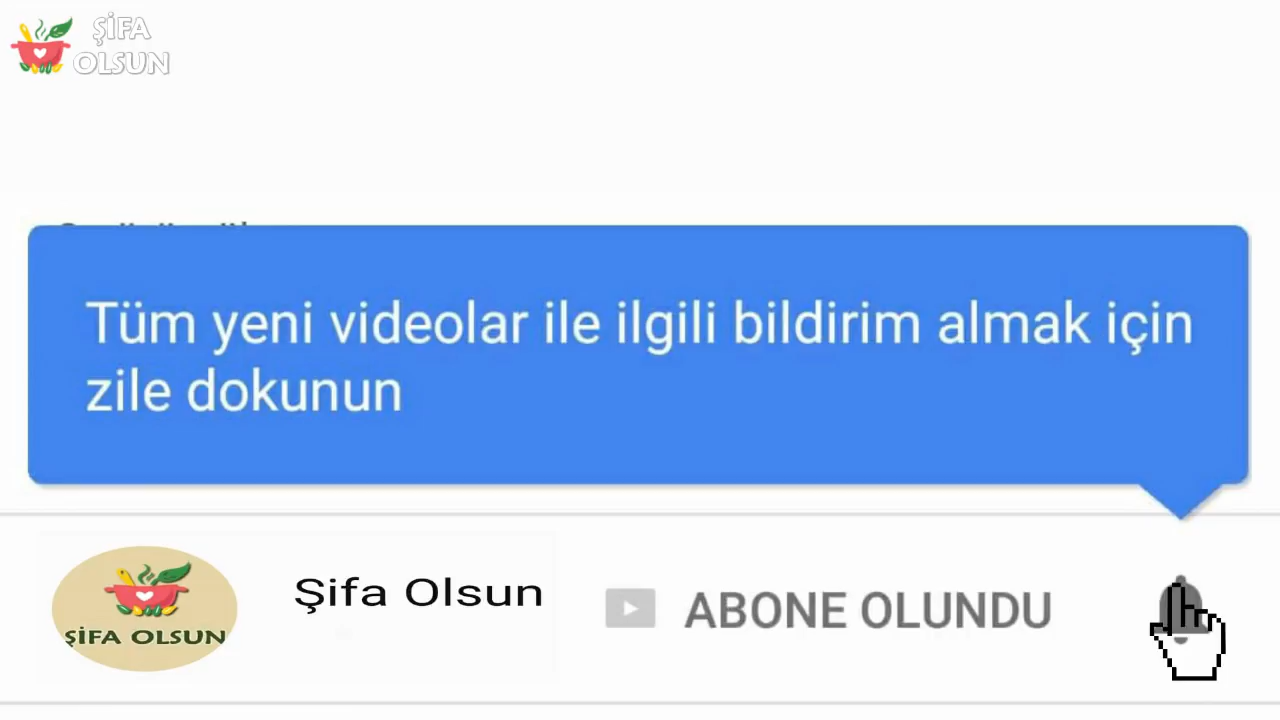 ŞİFA
OLSUN
Tüm yeni videolar ile ilgili bildirim almak için
zile dokunun
Şifa Olsun
ABONE OLUNDU
ŞİFA OLSUN